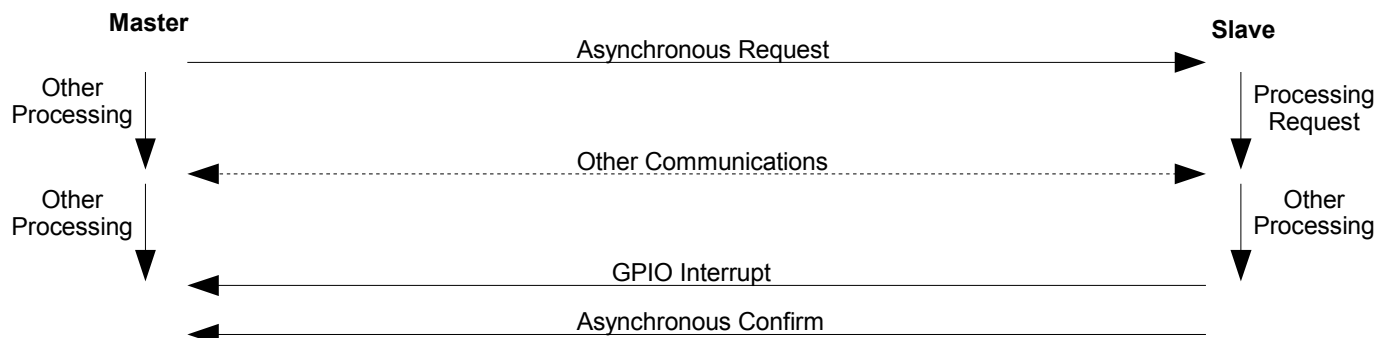 Master
Slave
Asynchronous Request
Other
Processing
Processing
Request
Other Communications
Other
Processing
Other
Processing
GPIO Interrupt
Asynchronous Confirm